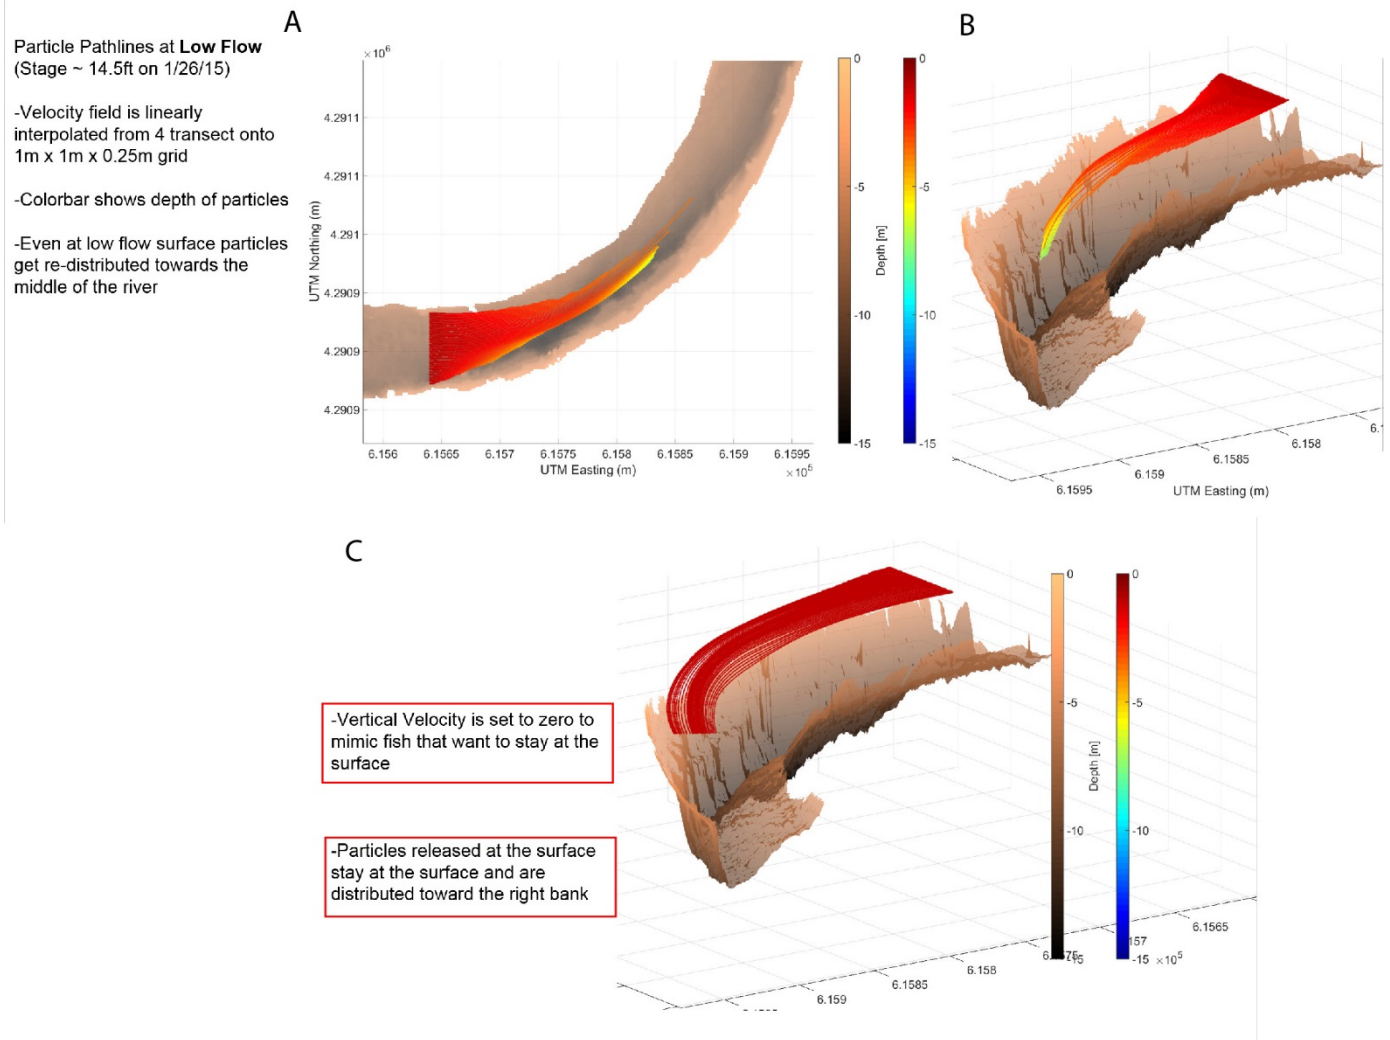 A
B
Particle Pathlines at Low Flow
(Stage ~ 14.5ft on 1/26/15)
-Velocity field is linearly
interpolated from 4 transect onto
1m x 1m x 0.25m grid
-Colorbar shows depth of particles
-Even at low flow surface particles
get re-distributed towards the
middle of the river
×10⁶
4.2911
4.2911
4.291
4.2909
4.2909
4.2909
UTM Northing (m)
6.156
6.1565
6.157
6.1575
6.158
6.1585
6.159
6.1595
UTM Easting (m)
×10⁵
0
-5
-10
-15
Depth [m]
0
-5
-10
-15
6.1595
6.159
6.1585
6.158
6.1
UTM Easting (m)
C
-Vertical Velocity is set to zero to
mimic fish that want to stay at the
surface
-Particles released at the surface
stay at the surface and are
distributed toward the right bank
0
-5
-10
-15
Depth [m]
0
-5
-10
-15
×10⁵
6.159
6.1585
6.158
157
6.1565